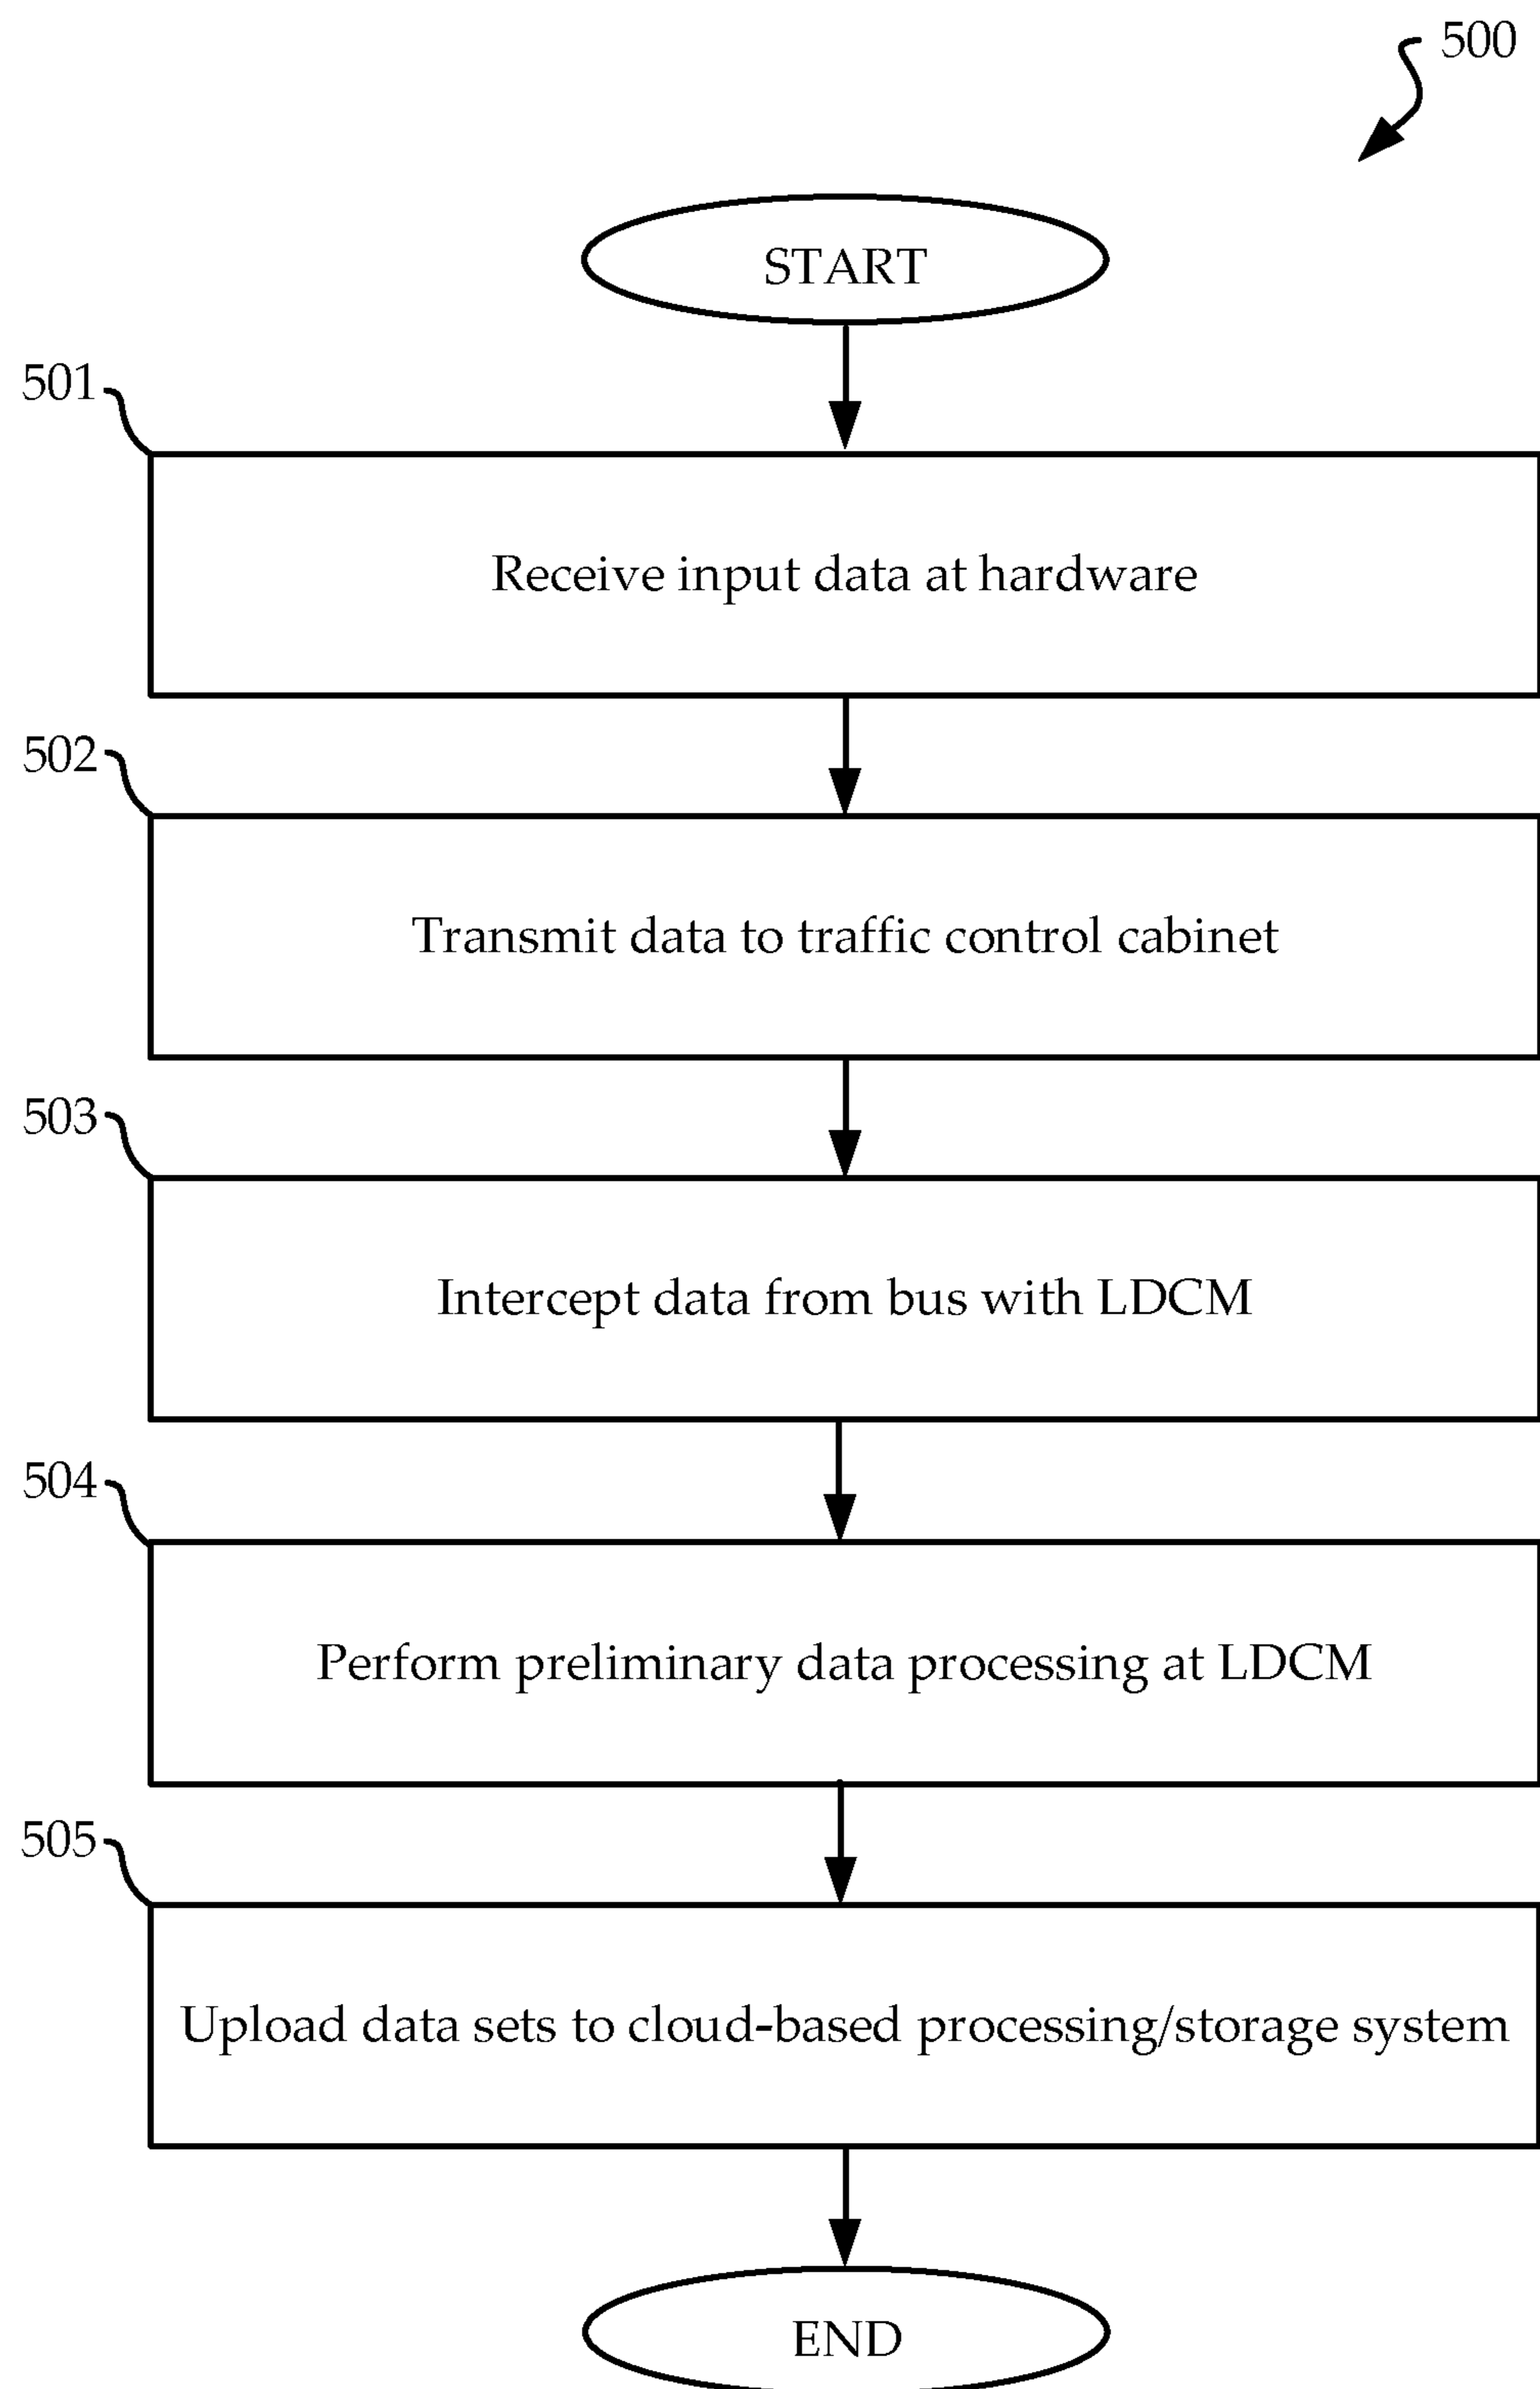 500
START
501
Receive input data at hardware
502
Transmit data to traffic control cabinet
503
Intercept data from bus with LDCM
504
Perform preliminary data processing at LDCM
505
Upload data sets to cloud-based processing/storage system
END